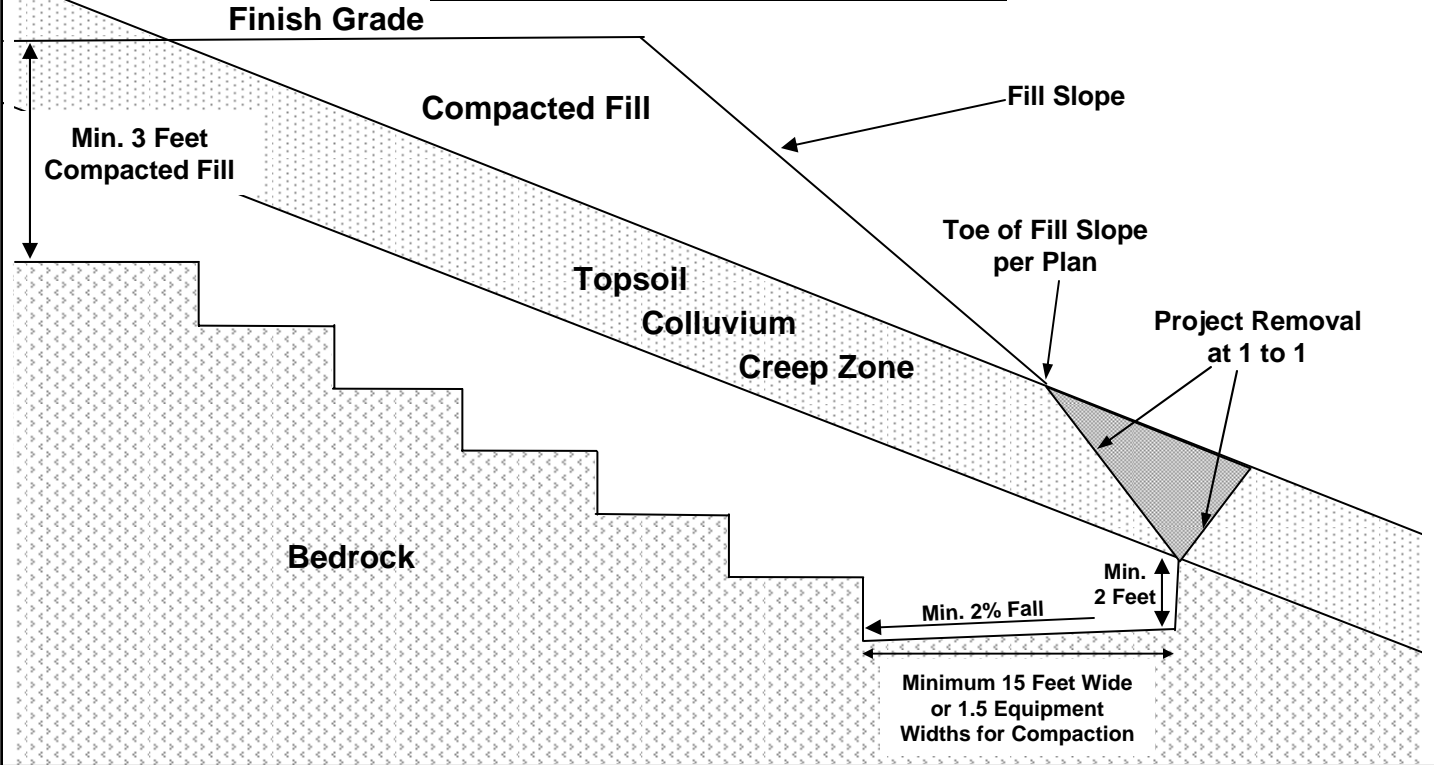 Finish Grade
Compacted Fill
Fill Slope
Min. 3 Feet
Compacted Fill
Toe of Fill Slope
per Plan
Topsoil
Colluvium
Creep Zone
Project Removal
at 1 to 1
Bedrock
Min.
2 Feet
Min. 2% Fall
Minimum 15 Feet Wide
or 1.5 Equipment
Widths for Compaction